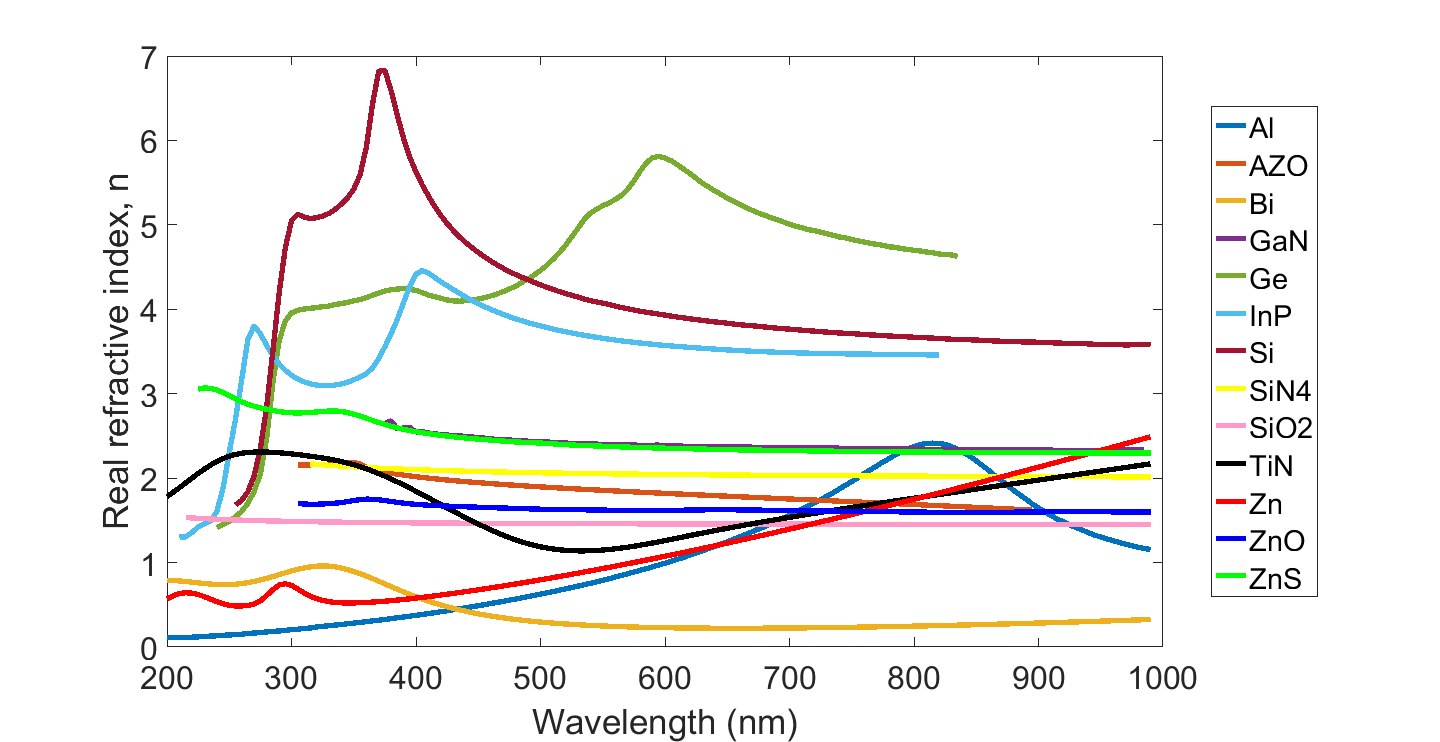 7
6
5
4
3
2
1
0
Real refractive index, n
200 300 400 500 600 700 800 900 1000
Wavelength (nm)
Al
AZO
Bi
GaN
Ge
InP
Si
SiN4
SiO2
TiN
Zn
ZnO
ZnS